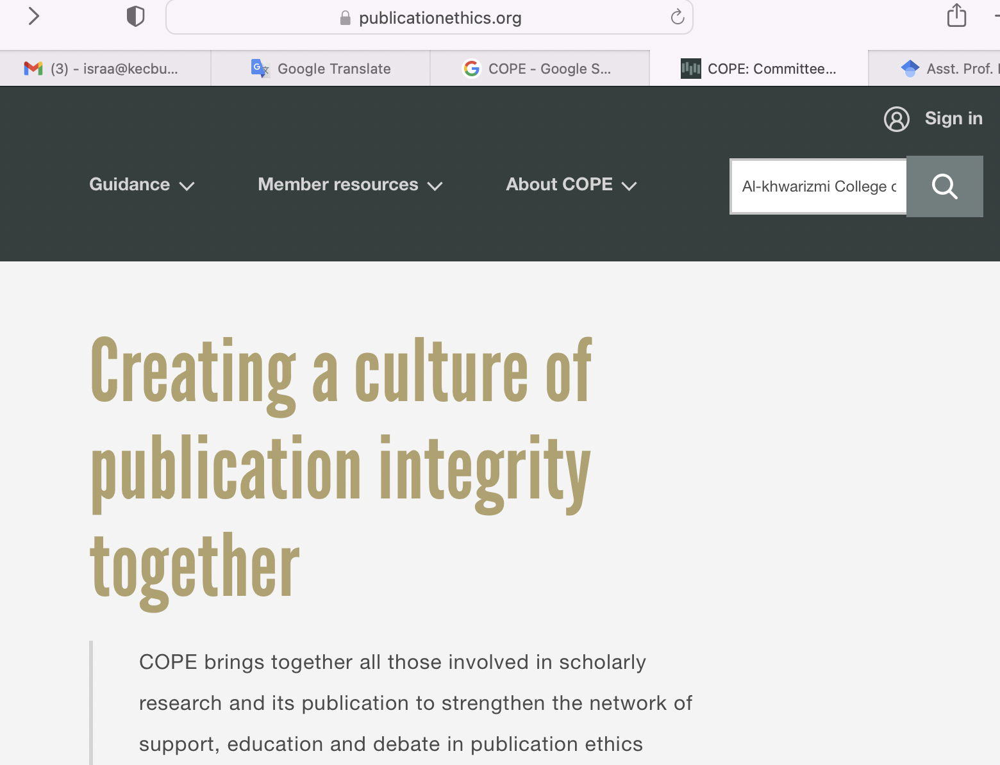 publicationethics.org
(3) - israa@kecbu...
Google Translate
COPE - Google S...
COPE: Committee...
Asst. Prof.
Sign in
Guidance
Member resources
About COPE
Al-khwarizmi College
Creating a culture of
publication integrity
together
COPE brings together all those involved in scholarly
research and its publication to strengthen the network of
support, education and debate in publication ethics